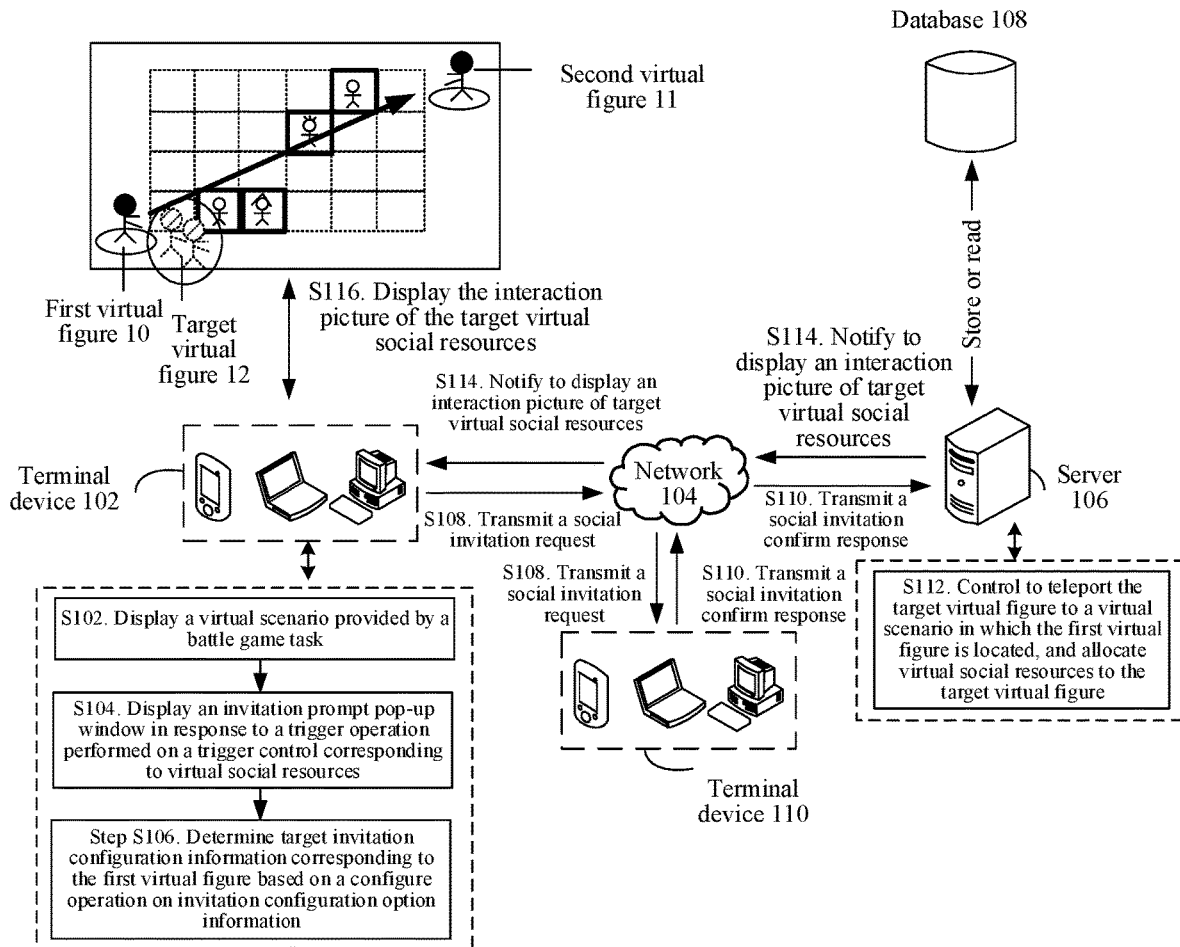 Database 108
Second virtual
figure 11
First virtual
figure 10
Target
virtual
figure 12
S116. Display the interaction
picture of the target virtual
social resources
Store or read
S114. Notify to
display an interaction
picture of target
virtual social
resources
S114. Notify to display an
interaction picture of target
virtual social resources
Terminal
device 102
Network
104
Server
106
S108. Transmit a social
invitation request
S110. Transmit a
social invitation
confirm response
S108. Transmit a
social invitation
request
S110. Transmit a
social invitation
confirm response
Terminal
device 110
S112. Control to teleport the
target virtual figure to a virtual
scenario in which the first virtual
figure is located, and allocate
virtual social resources to the
target virtual figure
S102. Display a virtual scenario provided by a
battle game task
S104. Display an invitation prompt pop-up
window in response to a trigger operation
performed on a trigger control corresponding
to virtual social resources
Step S106. Determine target invitation
configuration information corresponding to
the first virtual figure based on a configure
operation on invitation configuration option
information